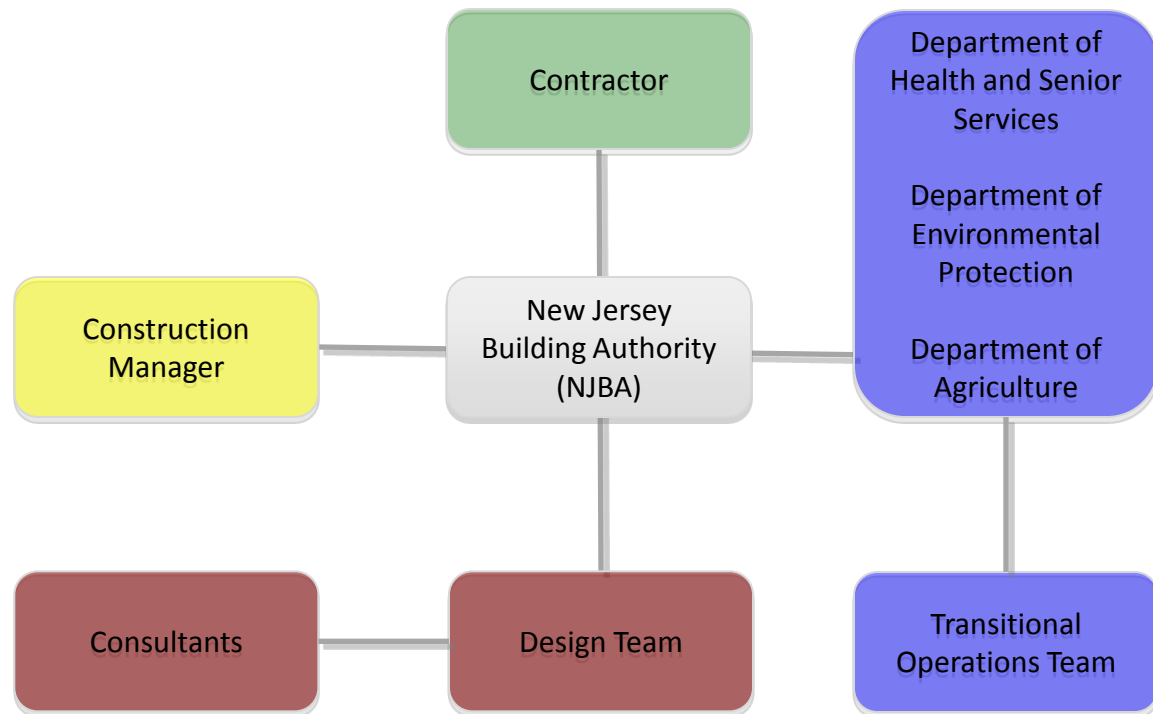 Contractor
Department of
Health and Senior
Services
Department of
Environmental
Protection
Department of
Agriculture
Construction
Manager
New Jersey
Building Authority
(NJBA)
Consultants
Design Team
Transitional
Operations Team